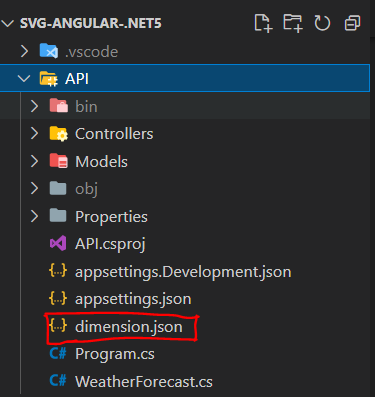 SVG-ANGULAR-.NET5
.vscode
API
bin
Controllers
Models
obj
Properties
API.csproj
{..} appsettings.Development.json
{..} appsettings.json
{..} dimension.json
C# Program.cs
C# WeatherForecast.cs